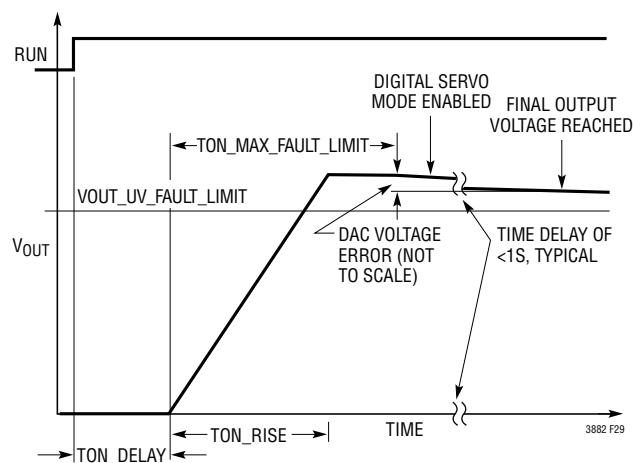 RUN
DIGITAL SERVO
MODE ENABLED
FINAL OUTPUT
VOLTAGE REACHED
TON_MAX_FAULT_LIMIT
VOUT_UV_FAULT_LIMIT
VOUT
DAC VOLTAGE
ERROR (NOT
TO SCALE)
TIME DELAY OF
<1S, TYPICAL
TON_RISE
TIME
3882 F29
TON_DELAY